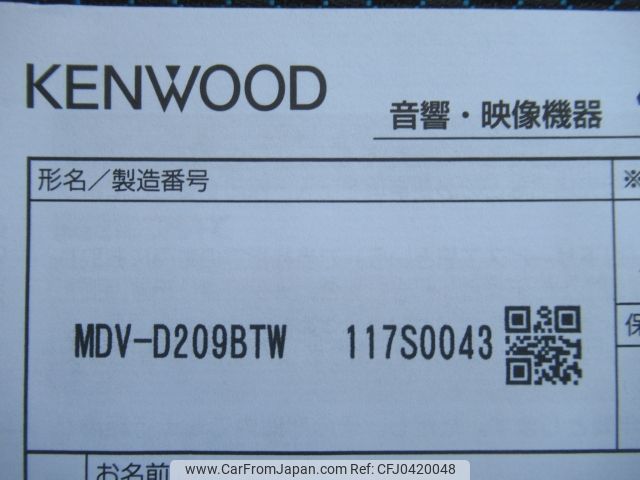 KENWOOD
音響・映像機器
形名／製造番号
※
MDV-D209BTW 117S0043
保
お名前
www.CarFromJapan.com CFJ0420048